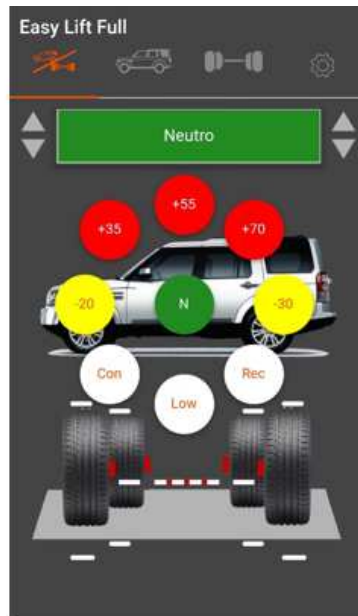 Easy Lift Full
Neutro
+55
+35
+70
-20
N
-30
Con
Rec
Low